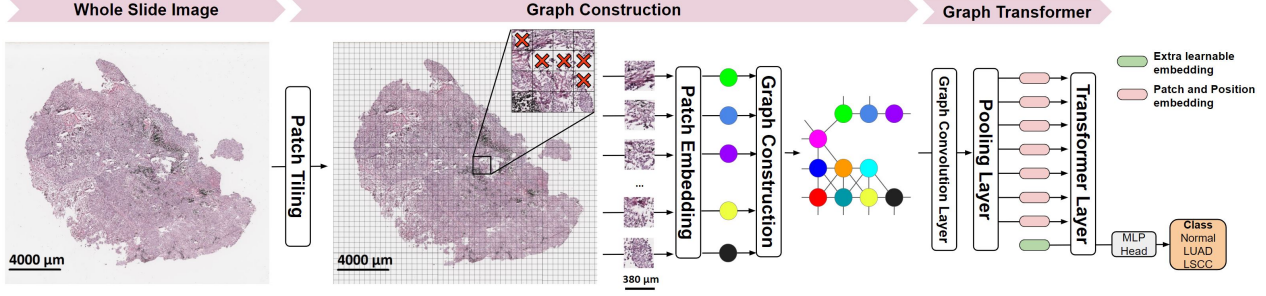 Whole Slide Image
Graph Construction
Graph Transformer
4000 µm
Patch Tiling
4000 µm
...
380 µm
Patch Embedding
Graph Construction
Graph Convolution Layer
Pooling Layer
Transformer Layer
Extra learnable
embedding
Patch and Position
embedding
MLP
Head
Class
Normal
LUAD
LSCC